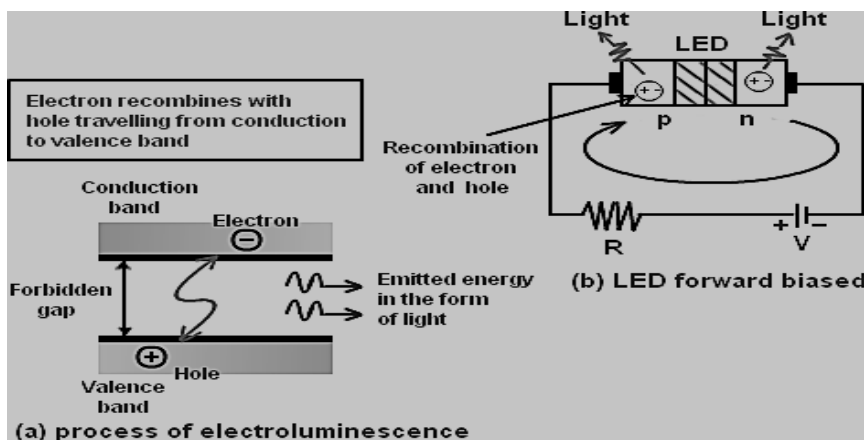 Electron recombines with
hole travelling from conduction
to valence band
Conduction
band
Electron
−
Forbidden
gap
Emitted energy
in the form
of light
+
Hole
Valence
band
(a) process of electroluminescence
Light
Light
LED
+ -
+ -
p
n
Recombination
of electron
and hole
R
+
−
V
(b) LED forward biased